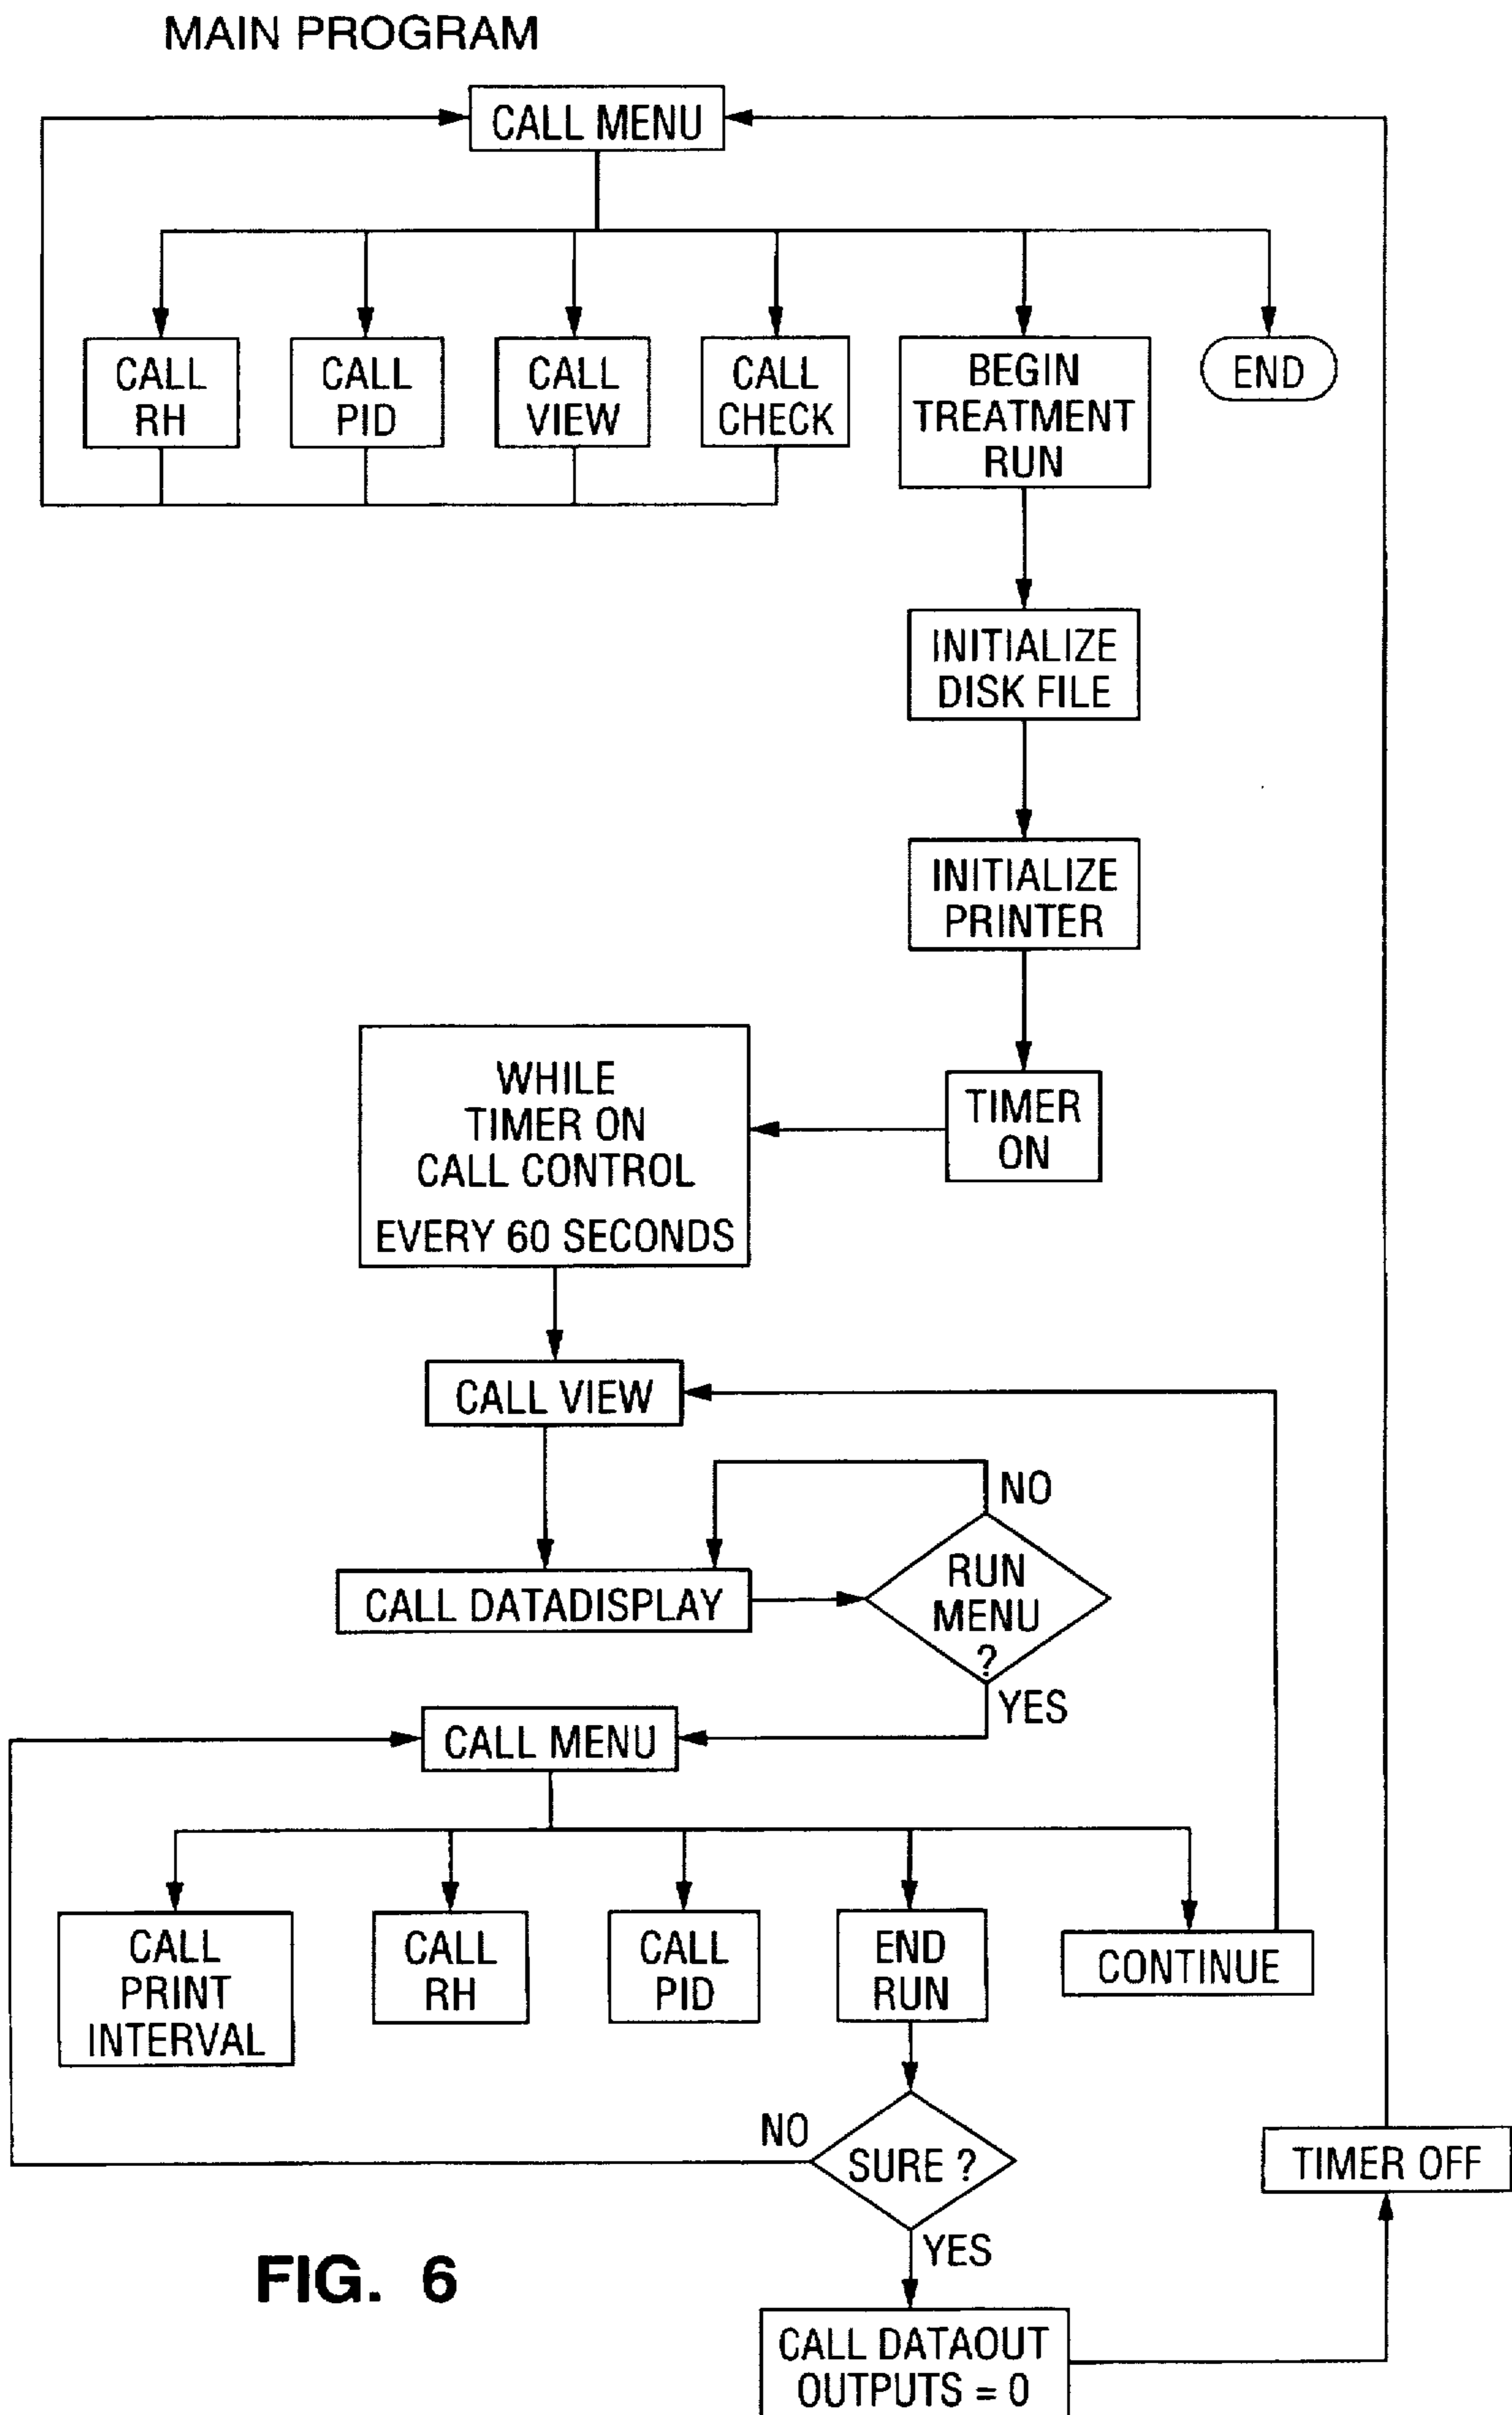 MAIN PROGRAM
CALL MENU
CALL
RH
CALL
PID
CALL
VIEW
CALL
CHECK
BEGIN
TREATMENT
RUN
END
INITIALIZE
DISK FILE
INITIALIZE
PRINTER
TIMER
ON
WHILE
TIMER ON
CALL CONTROL
EVERY 60 SECONDS
CALL VIEW
CALL DATADISPLAY
RUN
MENU
?
NO
YES
CALL MENU
CALL
PRINT
INTERVAL
CALL
RH
CALL
PID
END
RUN
CONTINUE
SURE ?
NO
YES
TIMER OFF
CALL DATAOUT
OUTPUTS = 0
FIG. 6